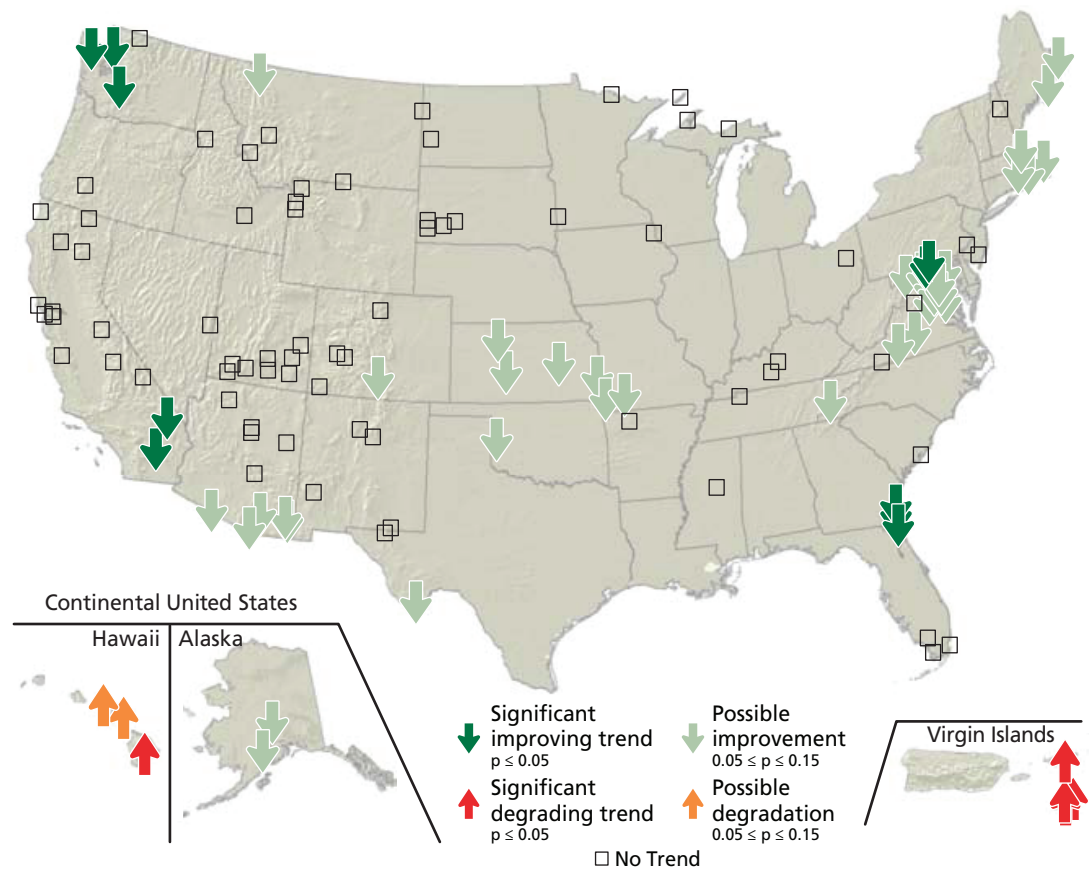 Continental United States
Hawaii
Alaska
Significant
improving trend
p ≤ 0.05
Possible
improvement
0.05 ≤ p ≤ 0.15
Significant
degrading trend
p ≤ 0.05
Possible
degradation
0.05 ≤ p ≤ 0.15
No Trend
Virgin Islands